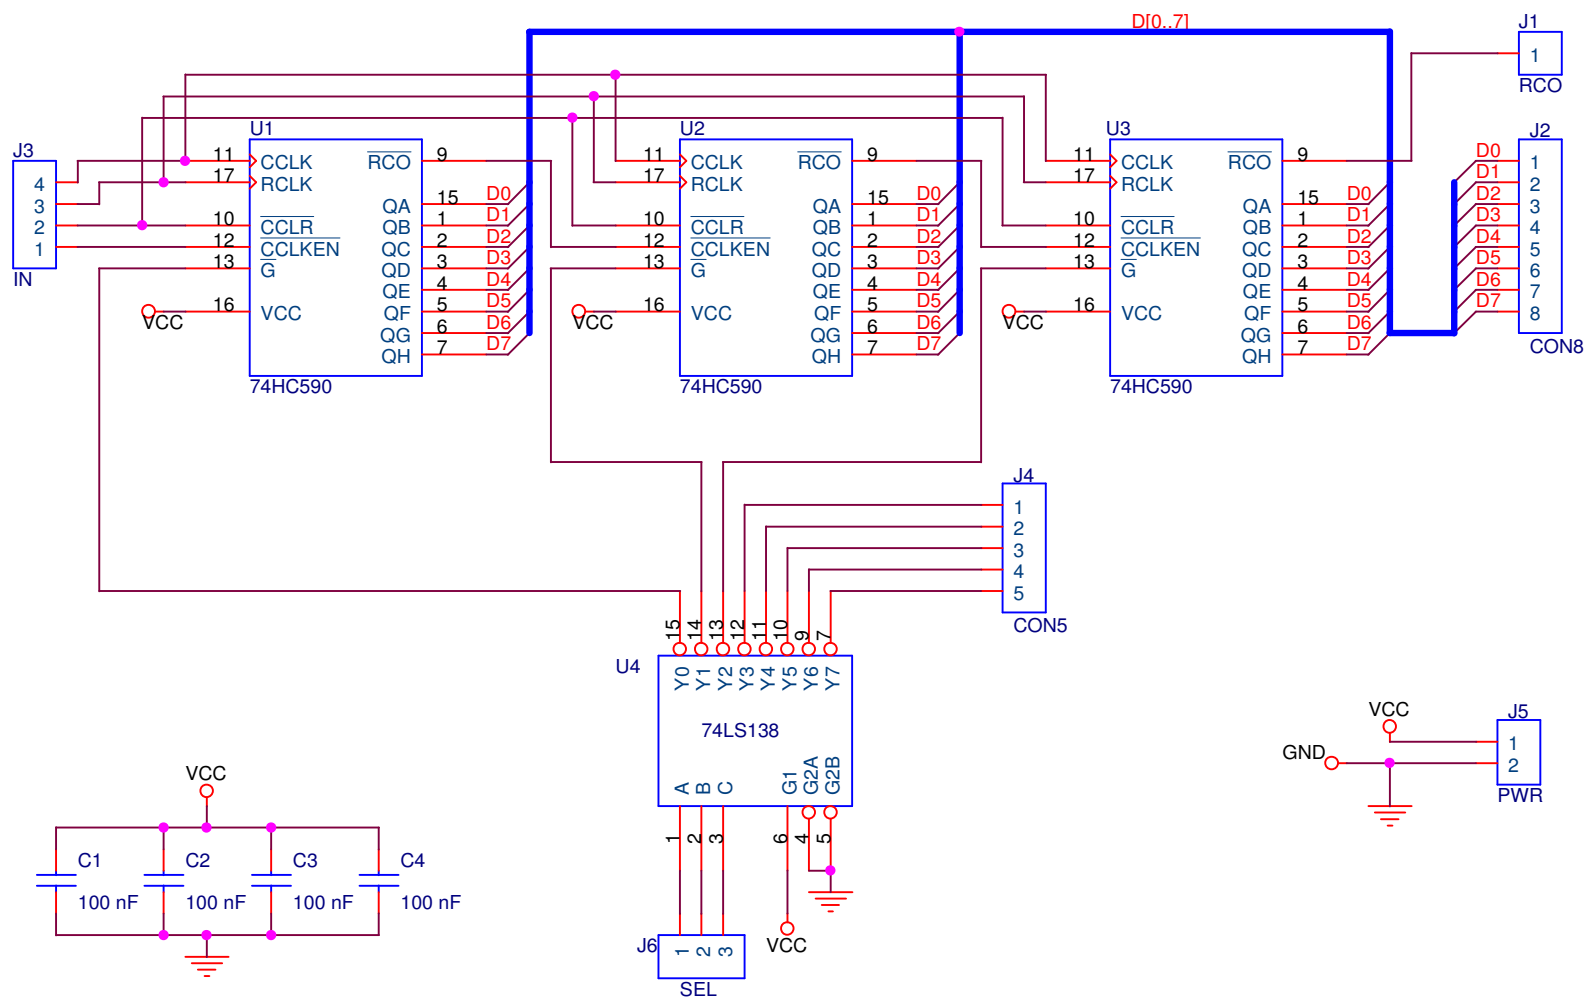 D[0..7]
J1
1
RCO
J3
4
3
2
1
IN
U1
11 CCLK
17 RCLK
10 CCLR
12 CCLKEN
13 G
16 VCC
VCC
RCO 9
QA 15 D0
QB 1 D1
QC 2 D2
QD 3 D3
QE 4 D4
QF 5 D5
QG 6 D6
QH 7 D7
74HC590
U2
11 CCLK
17 RCLK
10 CCLR
12 CCLKEN
13 G
16 VCC
VCC
RCO 9
QA 15 D0
QB 1 D1
QC 2 D2
QD 3 D3
QE 4 D4
QF 5 D5
QG 6 D6
QH 7 D7
74HC590
U3
11 CCLK
17 RCLK
10 CCLR
12 CCLKEN
13 G
16 VCC
VCC
RCO 9
QA 15 D0
QB 1 D1
QC 2 D2
QD 3 D3
QE 4 D4
QF 5 D5
QG 6 D6
QH 7 D7
74HC590
J2
D0 1
D1 2
D2 3
D3 4
D4 5
D5 6
D6 7
D7 8
CON8
J4
1
2
3
4
5
CON5
U4
15 14 13 12 11 10 9 7
Y0 Y1 Y2 Y3 Y4 Y5 Y6 Y7
74LS138
A B C G1 G2A G2B
1 2 3 6 4 5
VCC
J6
1 2 3
SEL
VCC
GND
J5
1
2
PWR
VCC
C1
100 nF
C2
100 nF
C3
100 nF
C4
100 nF